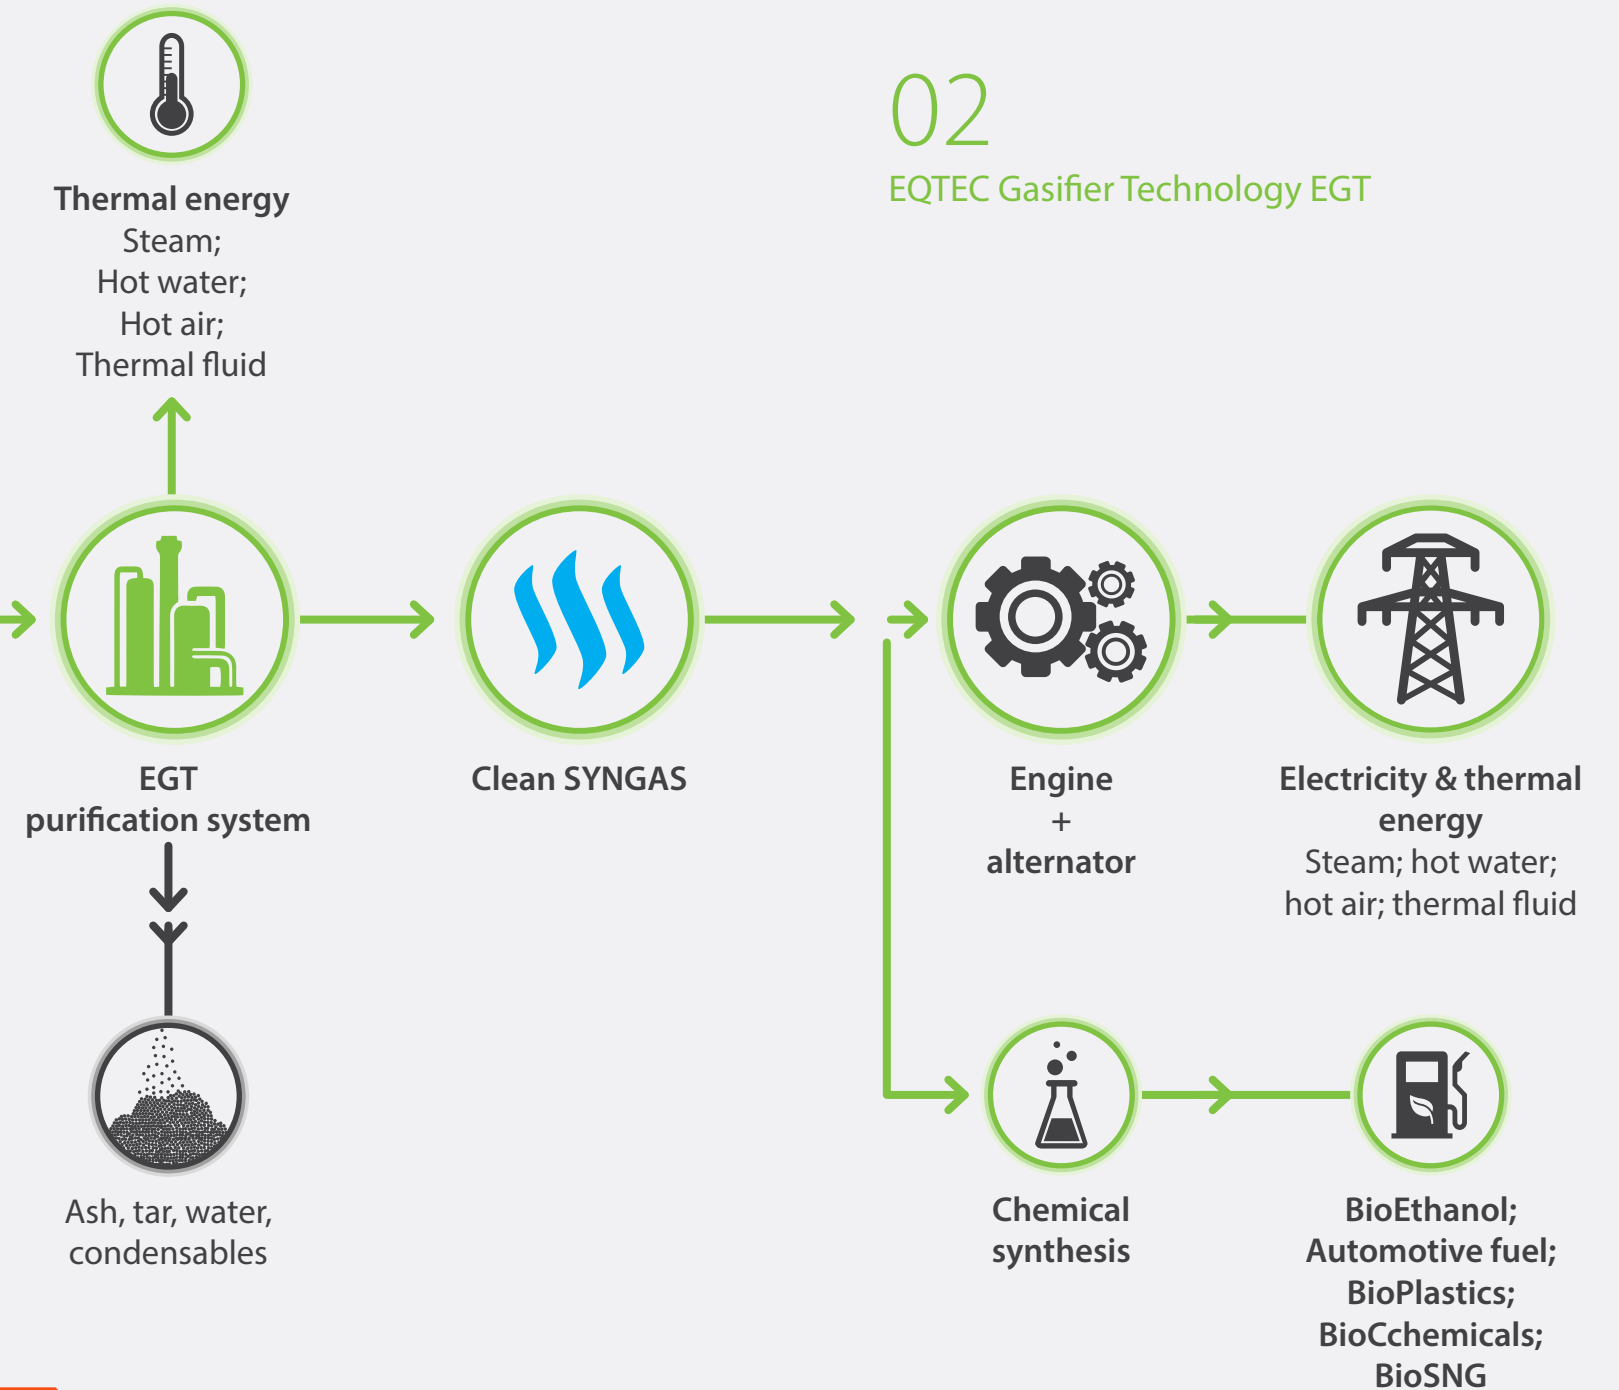 02
EQTEC Gasifier Technology EGT
Thermal energy
Steam;
Hot water;
Hot air;
Thermal fluid
EGT
purification system
Clean SYNGAS
Engine
+
alternator
Electricity & thermal
energy
Steam; hot water;
hot air; thermal fluid
Ash, tar, water,
condensables
Chemical
synthesis
BioEthanol;
Automotive fuel;
BioPlastics;
BioCchemicals;
BioSNG